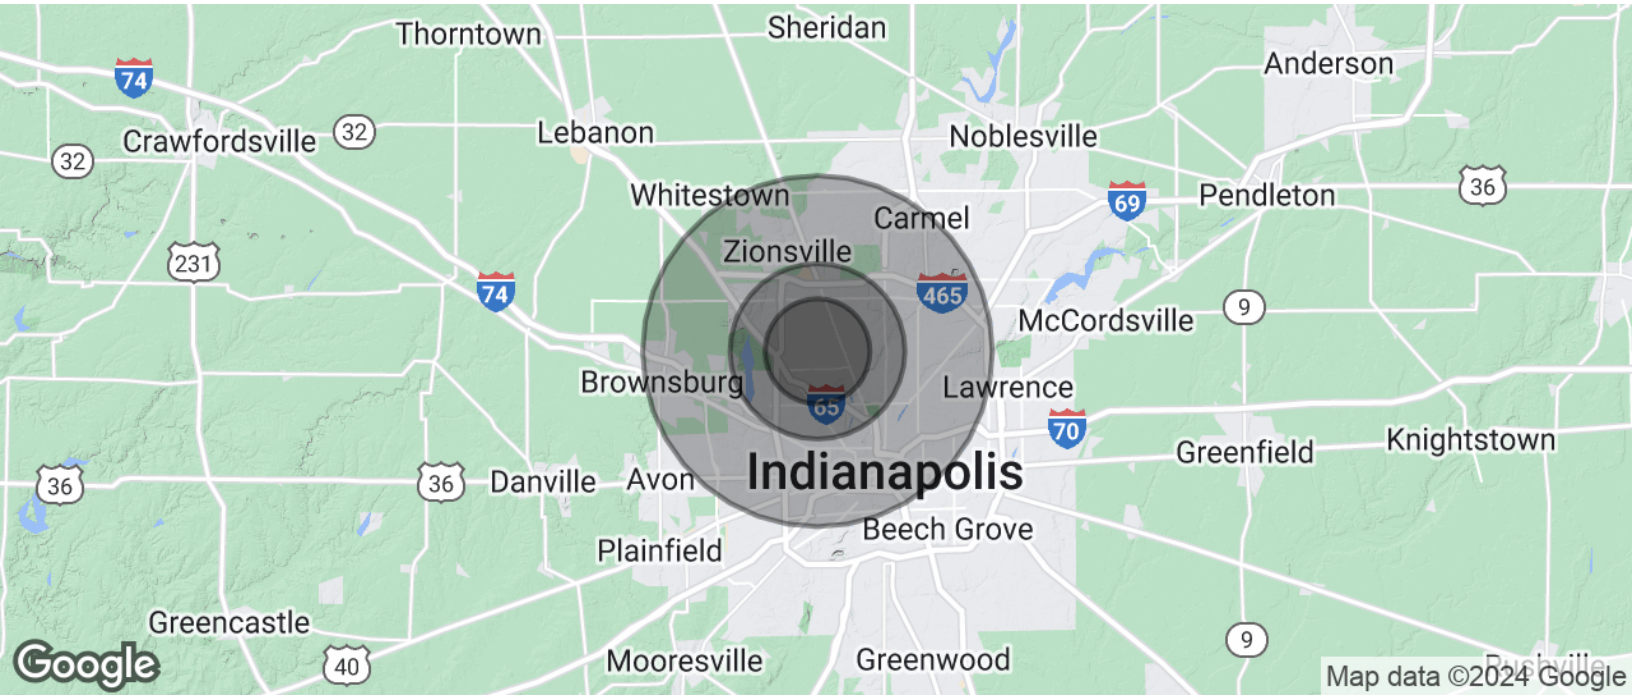 Sheridan
Thorntown
Anderson
74
Crawfordsville
32
Lebanon
Noblesville
32
Whitestown
69
Pendleton
36
Carmel
Zionsville
231
74
465
9
McCordsville
Brownsburg
65
Lawrence
70
Greenfield
Knightstown
Indianapolis
36
36
Danville
Avon
Beech Grove
Plainfield
Greencastle
9
Google
40
Mooresville
Greenwood
Rushville
Map data ©2024 Google